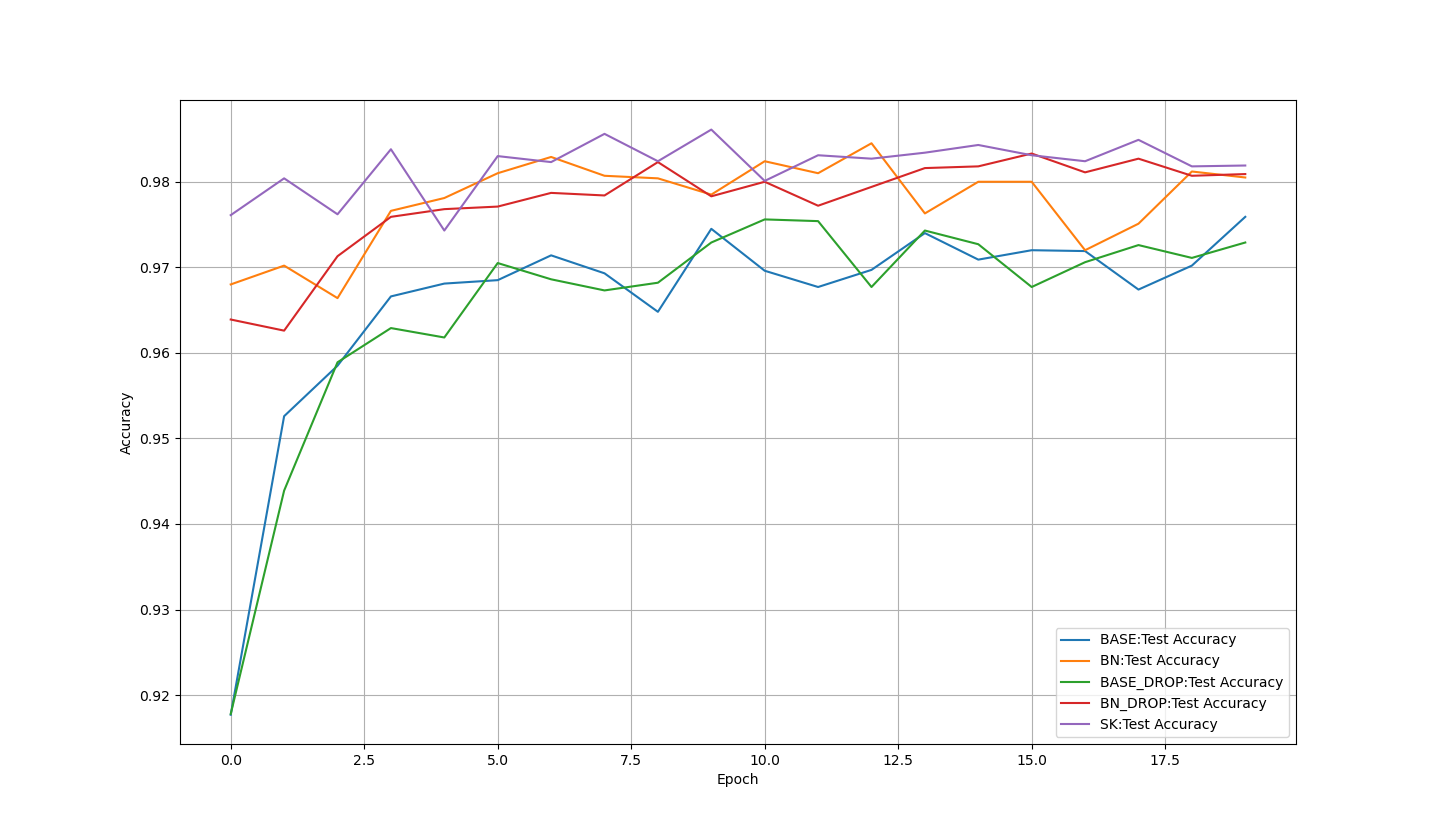 0.98
0.97
0.96
0.95
0.94
0.93
0.92
Accuracy
0.0
2.5
5.0
7.5
10.0
12.5
15.0
17.5
Epoch
BASE:Test Accuracy
BN:Test Accuracy
BASE_DROP:Test Accuracy
BN_DROP:Test Accuracy
SK:Test Accuracy